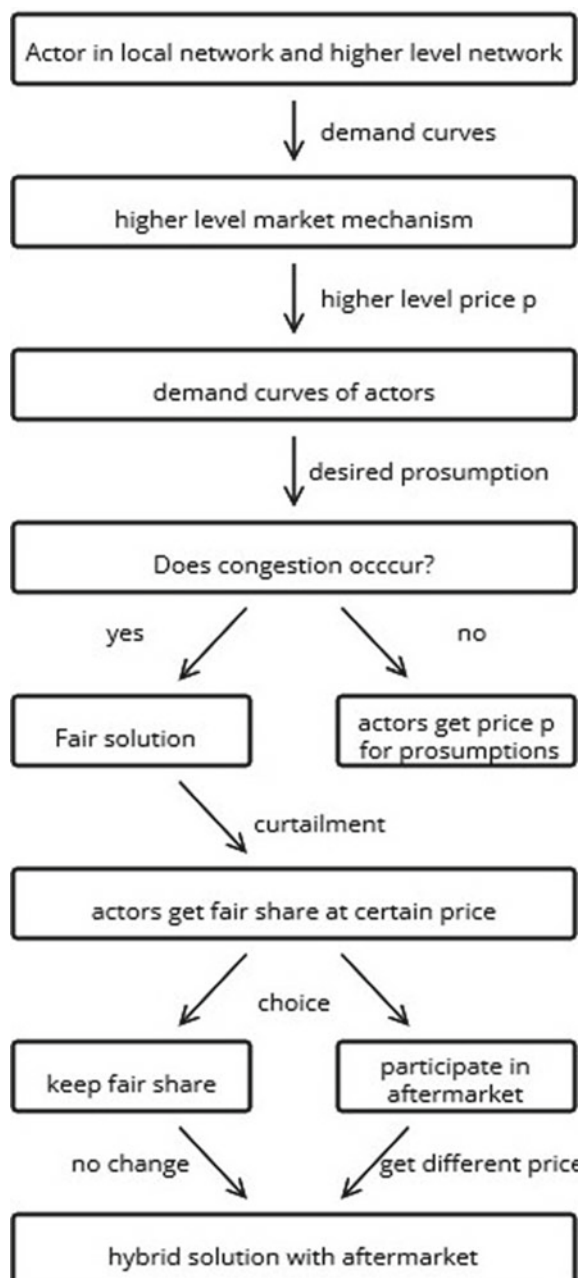 Actor in local network and higher level network
demand curves
higher level market mechanism
higher level price p
demand curves of actors
desired prosumption
Does congestion occcur?
yes
no
Fair solution
actors get price p
for prosumptions
curtailment
actors get fair share at certain price
choice
keep fair share
participate in
aftermarket
no change
get different price
hybrid solution with aftermarket